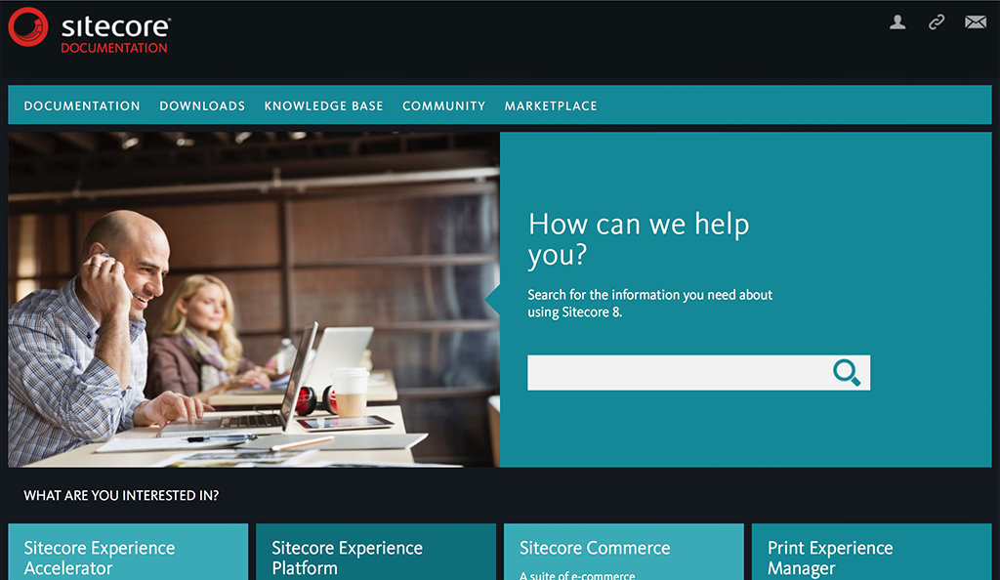 sitecore®
DOCUMENTATION
DOCUMENTATION DOWNLOADS KNOWLEDGE BASE COMMUNITY MARKETPLACE
How can we help
you?
Search for the information you need about
using Sitecore 8.
WHAT ARE YOU INTERESTED IN?
Sitecore Experience
Accelerator
Sitecore Experience
Platform
Sitecore Commerce
A suite of e-commerce
Print Experience
Manager